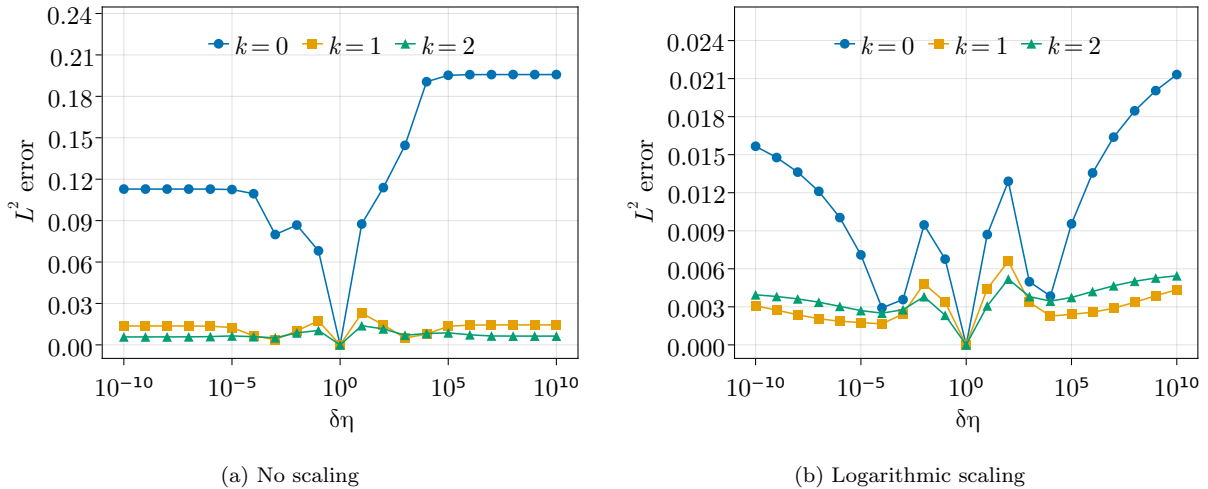 0.24
0.21
0.18
0.15
0.12
0.09
0.06
0.03
0.00
L² error
k = 0 k = 1 k = 2
10⁻¹⁰ 10⁻⁵ 10⁰ 10⁵ 10¹⁰
δη
(a) No scaling
0.024
0.021
0.018
0.015
0.012
0.009
0.006
0.003
0.000
L² error
k = 0 k = 1 k = 2
10⁻¹⁰ 10⁻⁵ 10⁰ 10⁵ 10¹⁰
δη
(b) Logarithmic scaling